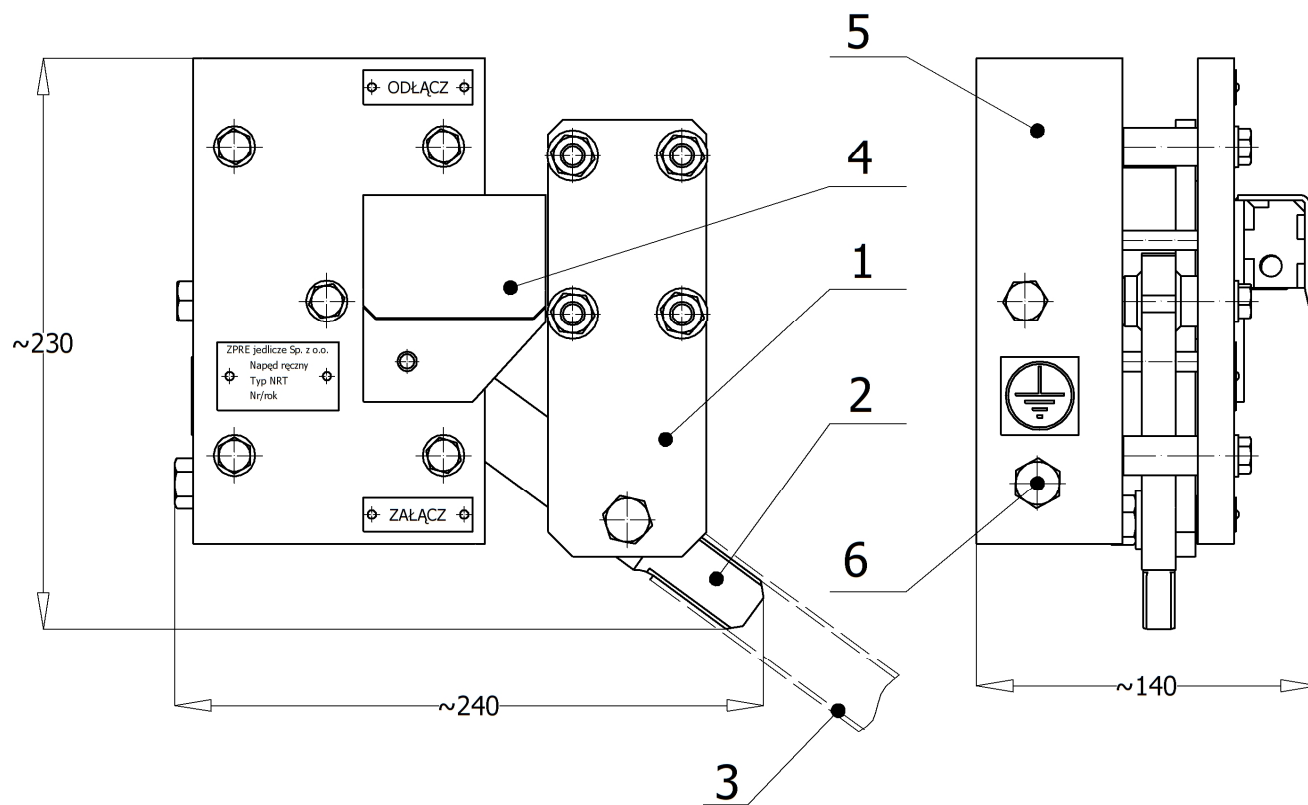 5
ODŁĄCZ
4
1
~230
ZPRE jedlicze Sp. z o.o.
Napęd ręczny
Typ NRT
Nr/rok
2
ZAŁĄCZ
6
~240
~140
3